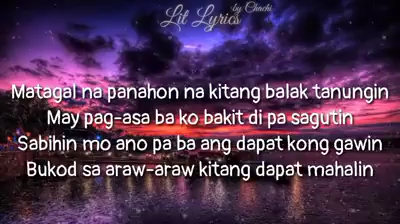 by Chachi
Lil Lyrics
Matagal na panahon na kitang balak tanungin
May pag-asa ba ko bakit di pa sagutin
Sabihin mo ano pa ba ang dapat kong gawin
Bukod sa araw-araw kitang dapat mahalin